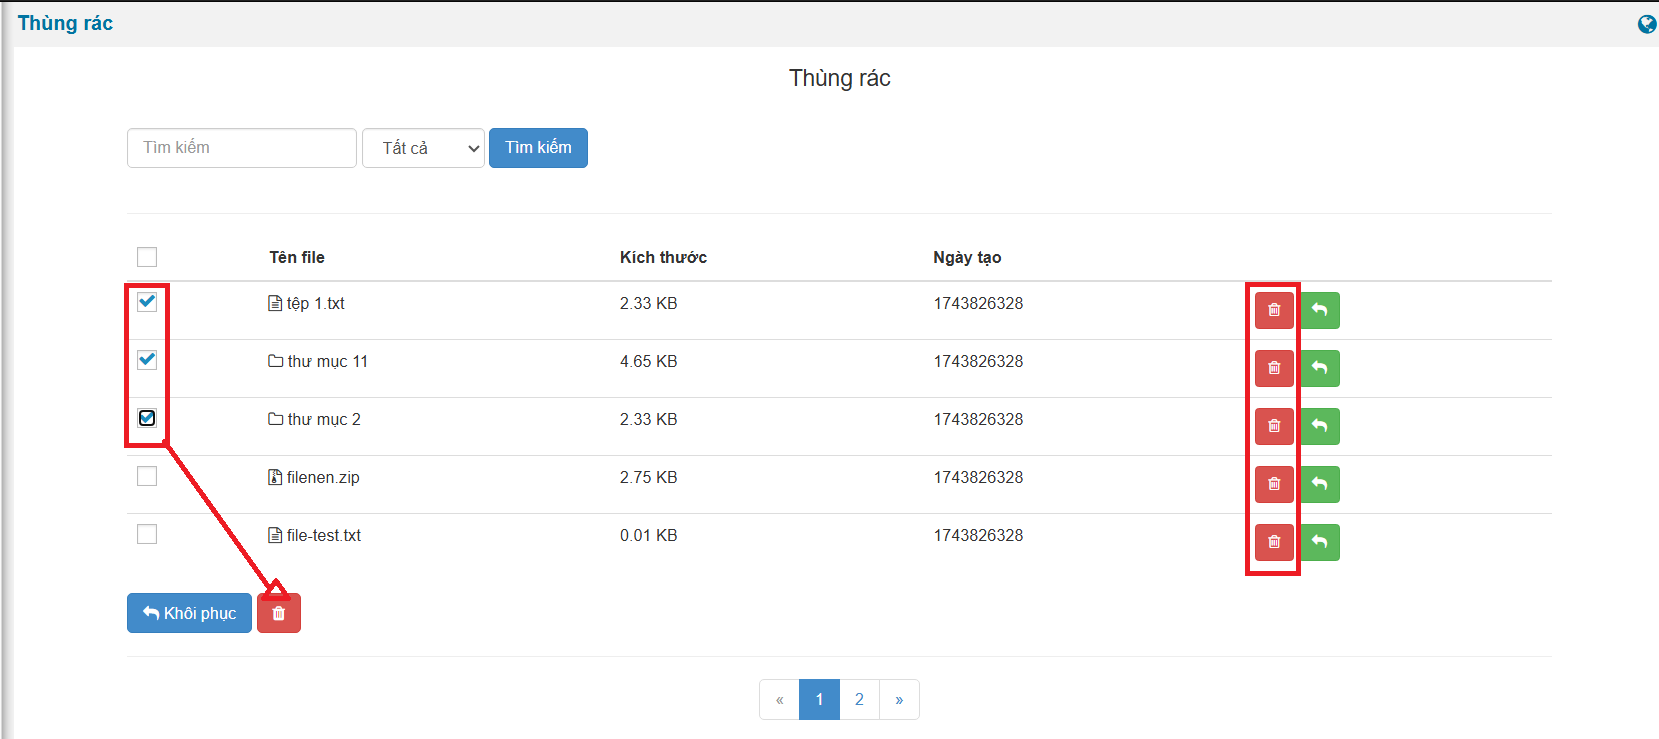 Thùng rác
Thùng rác
Tìm kiếm Tất cả Tìm kiếm
Tên file Kích thước Ngày tạo
tệp 1.txt 2.33 KB 1743826328
thư mục 11 4.65 KB 1743826328
thư mục 2 2.33 KB 1743826328
filenen.zip 2.75 KB 1743826328
file-test.txt 0.01 KB 1743826328
Khôi phục
« 1 2 »